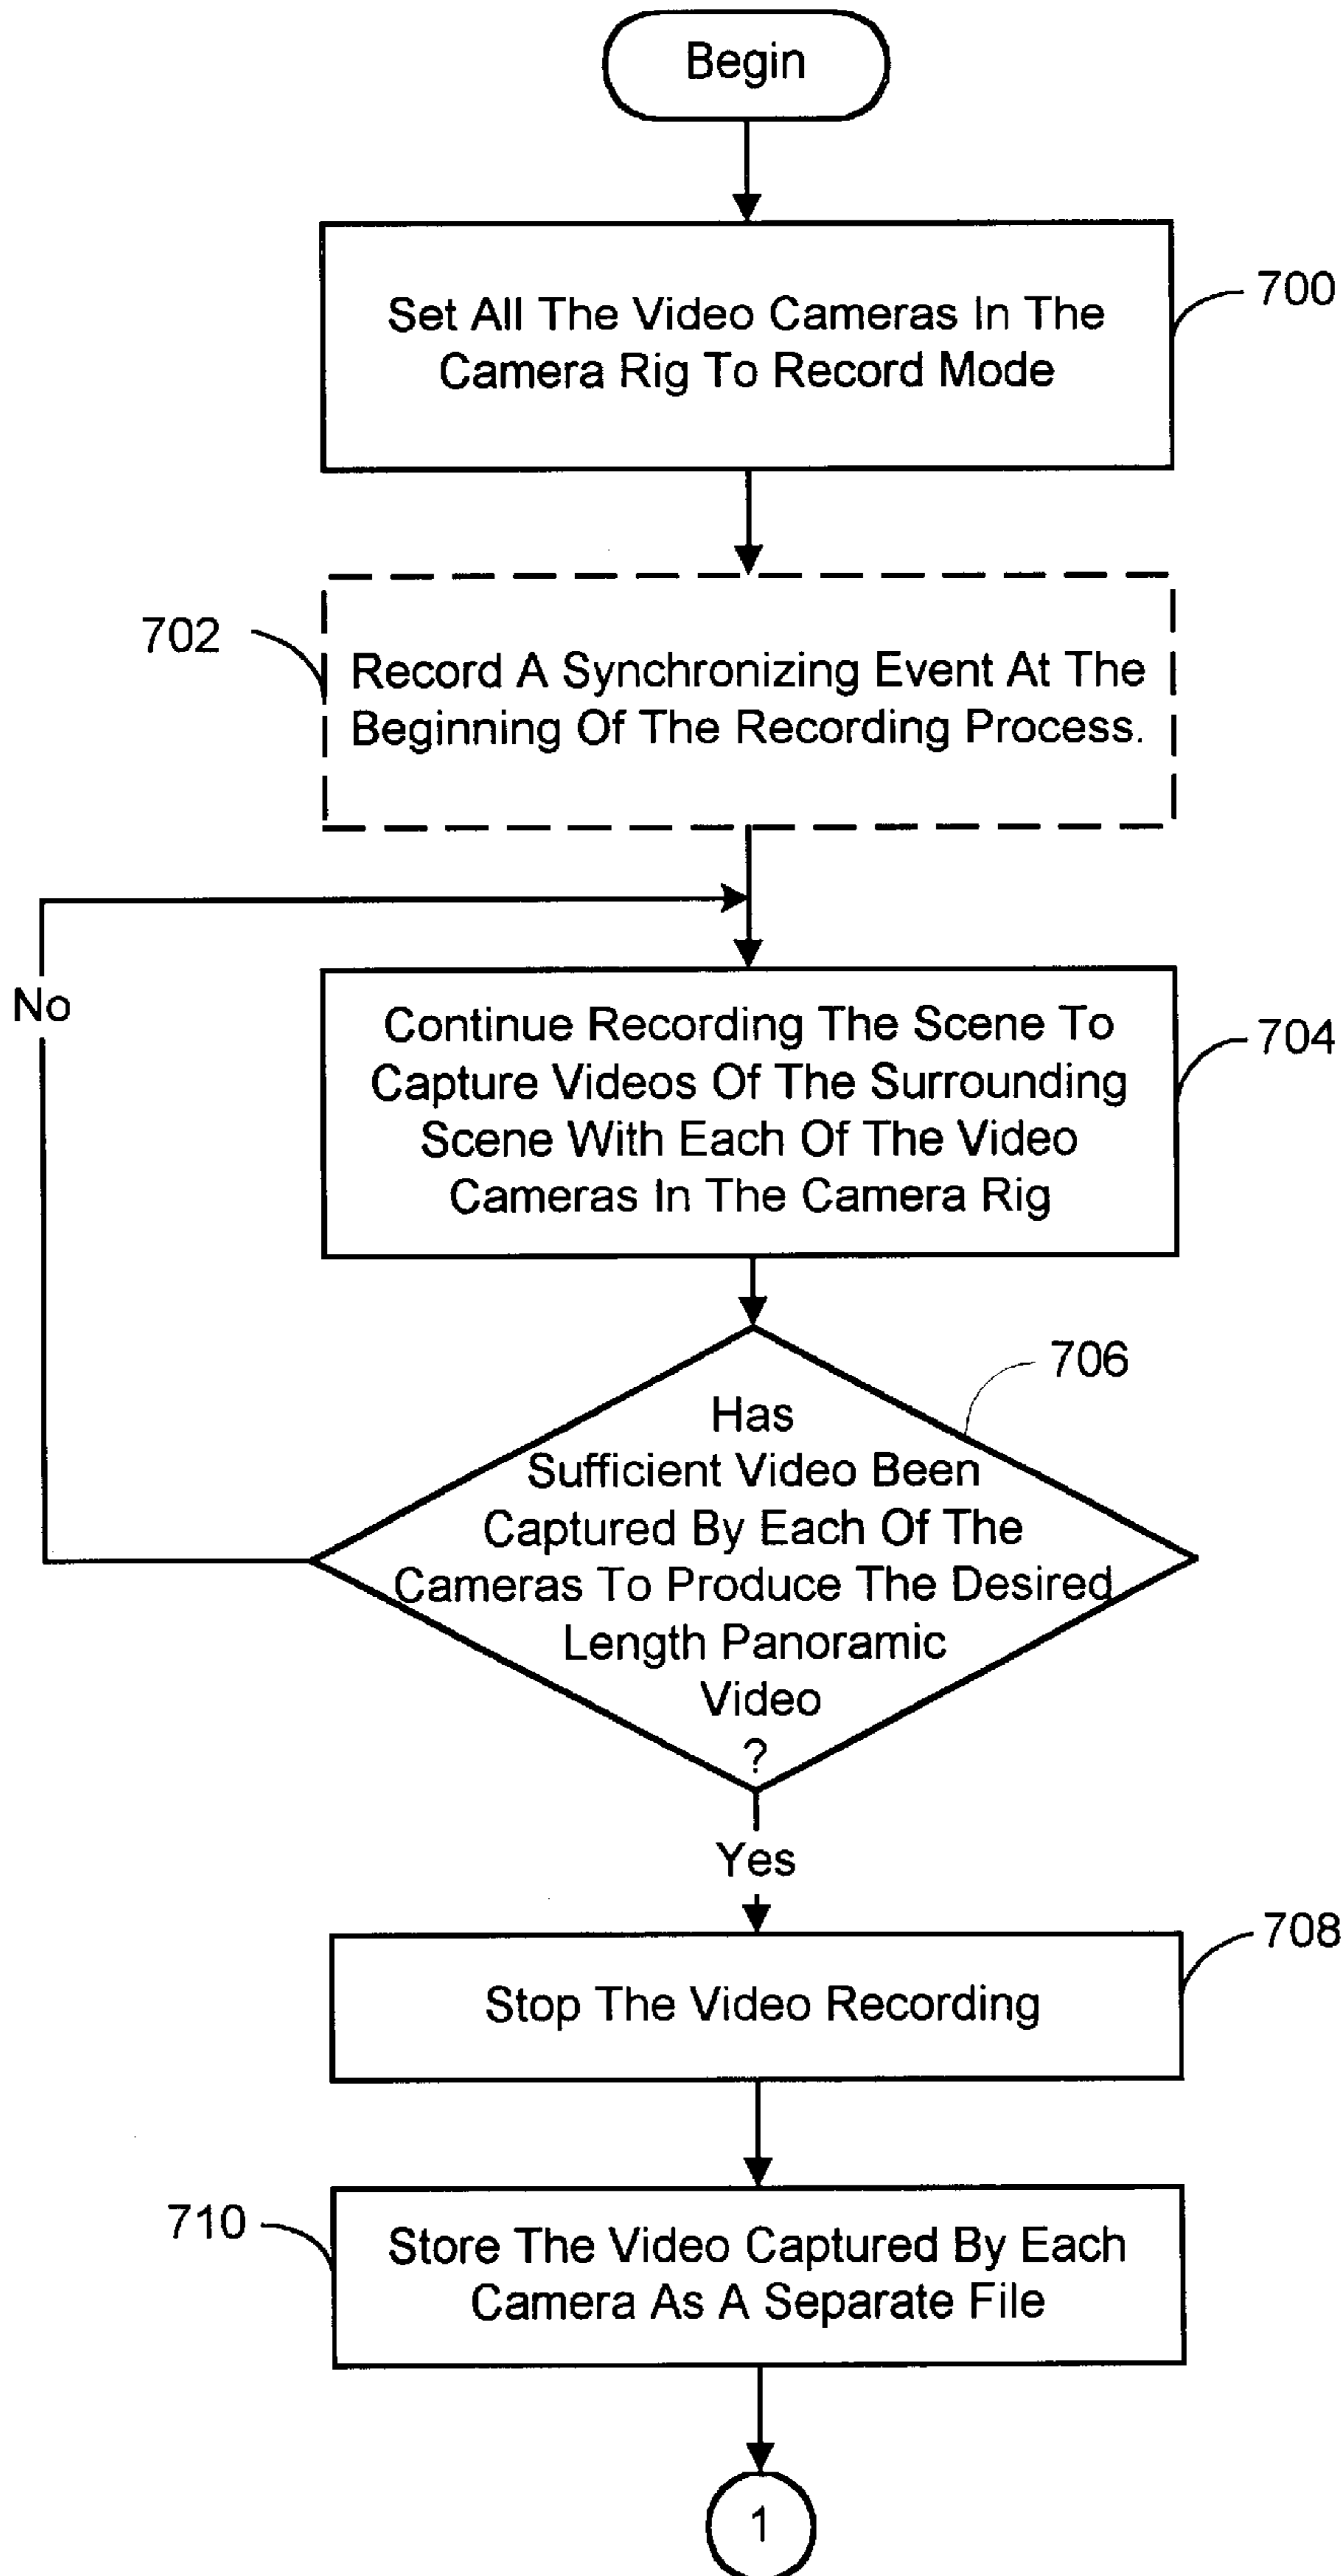 Begin
Set All The Video Cameras In The
Camera Rig To Record Mode
700
702
Record A Synchronizing Event At The
Beginning Of The Recording Process.
No
Continue Recording The Scene To
Capture Videos Of The Surrounding
Scene With Each Of The Video
Cameras In The Camera Rig
704
706
Has
Sufficient Video Been
Captured By Each Of The
Cameras To Produce The Desired
Length Panoramic
Video
?
Yes
708
Stop The Video Recording
710
Store The Video Captured By Each
Camera As A Separate File
1